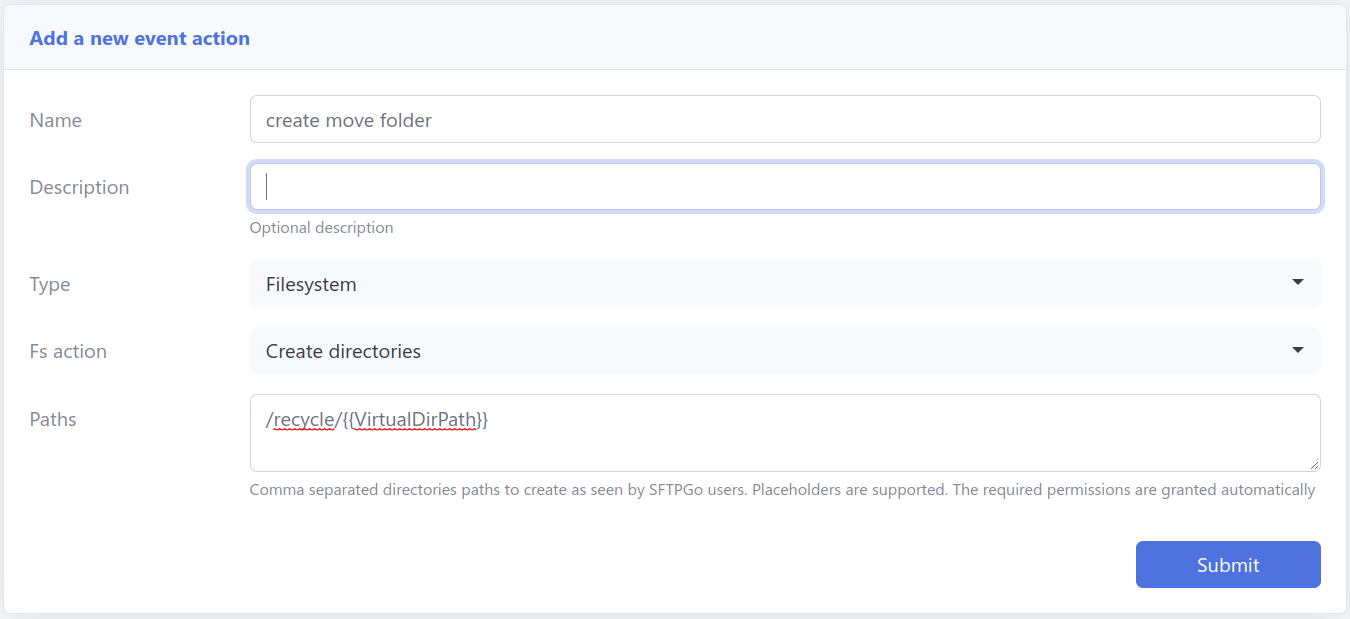 Add a new event action
Name
create move folder
Description
Optional description
Type
Filesystem
Fs action
Create directories
Paths
/recycle/{{VirtualDirPath}}
Comma separated directories paths to create as seen by SFTPGo users. Placeholders are supported. The required permissions are granted automatically
Submit